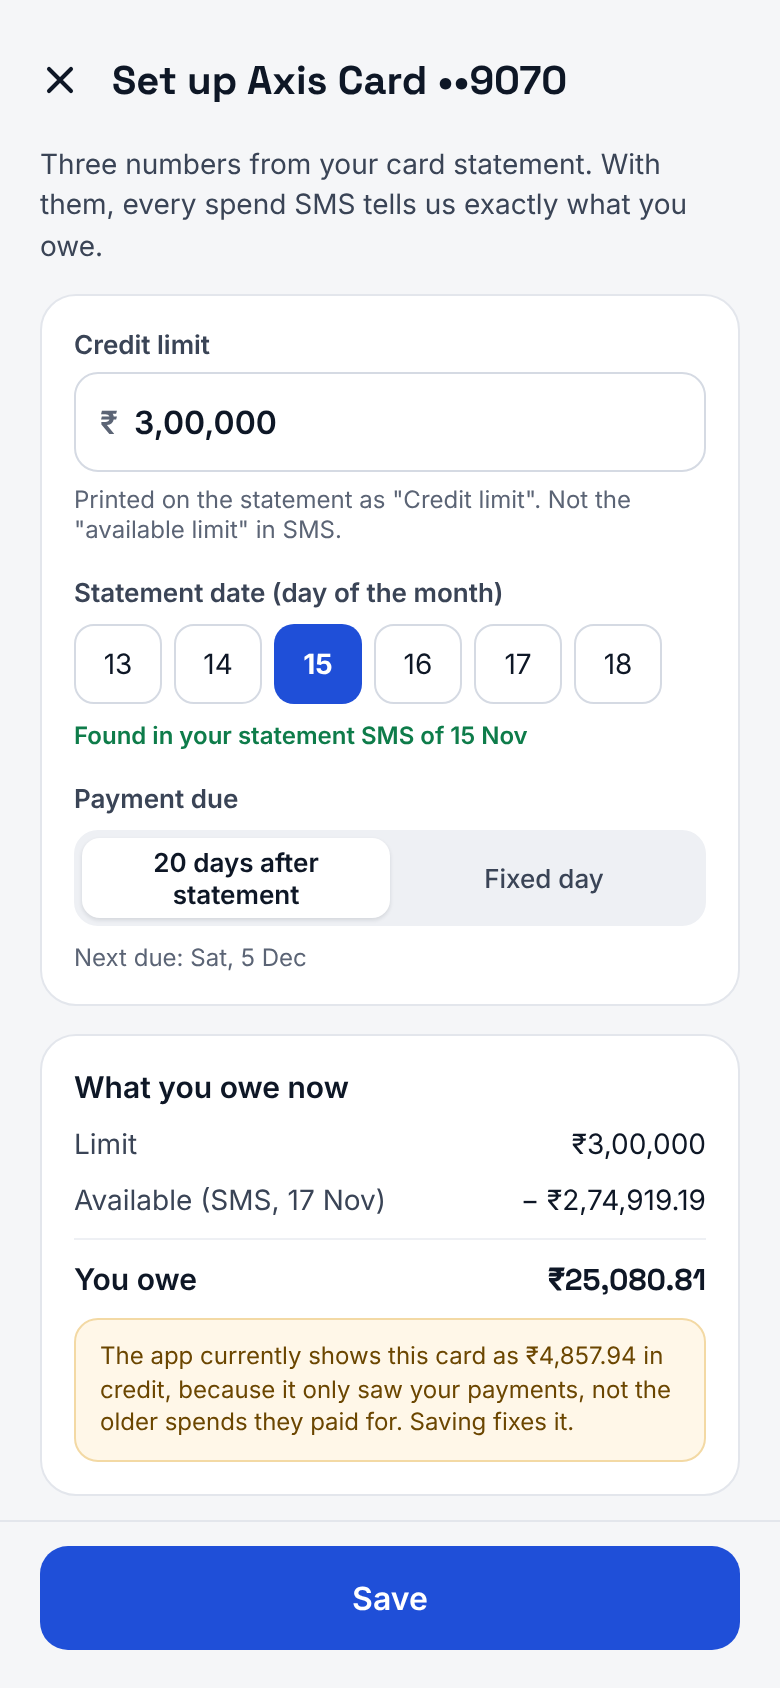 Set up Axis Card ••9070
Three numbers from your card statement. With
them, every spend SMS tells us exactly what you
owe.
Credit limit
₹ 3,00,000
Printed on the statement as "Credit limit". Not the
"available limit" in SMS.
Statement date (day of the month)
13 14 15 16 17 18
Found in your statement SMS of 15 Nov
Payment due
20 days after
statement
Fixed day
Next due: Sat, 5 Dec
What you owe now
Limit ₹3,00,000
Available (SMS, 17 Nov) – ₹2,74,919.19
You owe ₹25,080.81
The app currently shows this card as ₹4,857.94 in
credit, because it only saw your payments, not the
older spends they paid for. Saving fixes it.
Save